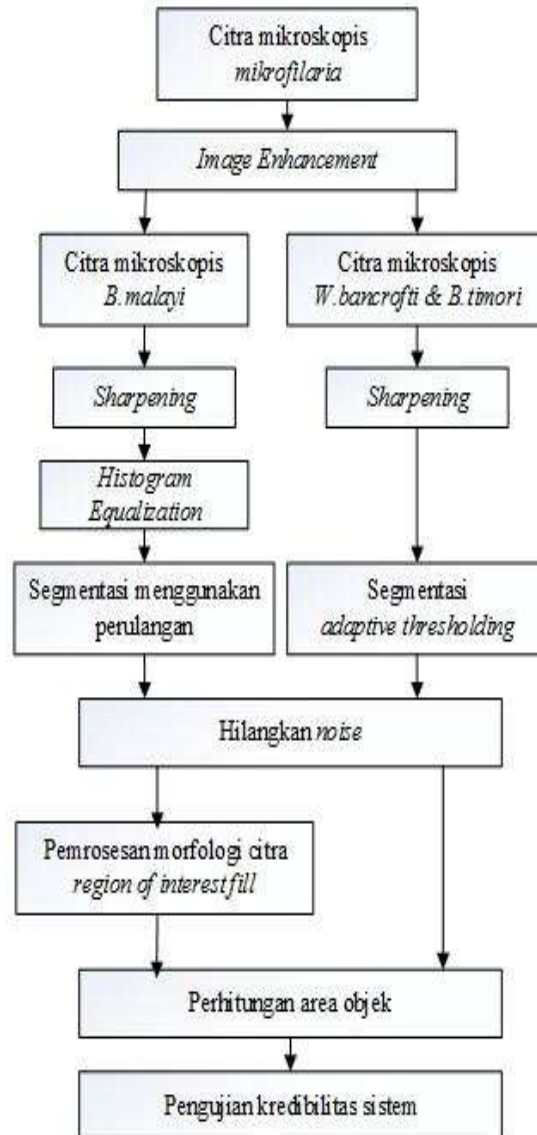 Citra mikroskopis
mikrofilaria
Image Enhancement
Citra mikroskopis
B.malayi
Citra mikroskopis
W.bancrofti & B.timori
Sharpening
Sharpening
Histogram
Equalization
Segmentasi menggunakan
perulangan
Segmentasi
adaptive thresholding
Hilangkan noise
Pemrosesan morfologi citra
region of interest fill
Perhitungan area objek
Pengujian kredibilitas sistem